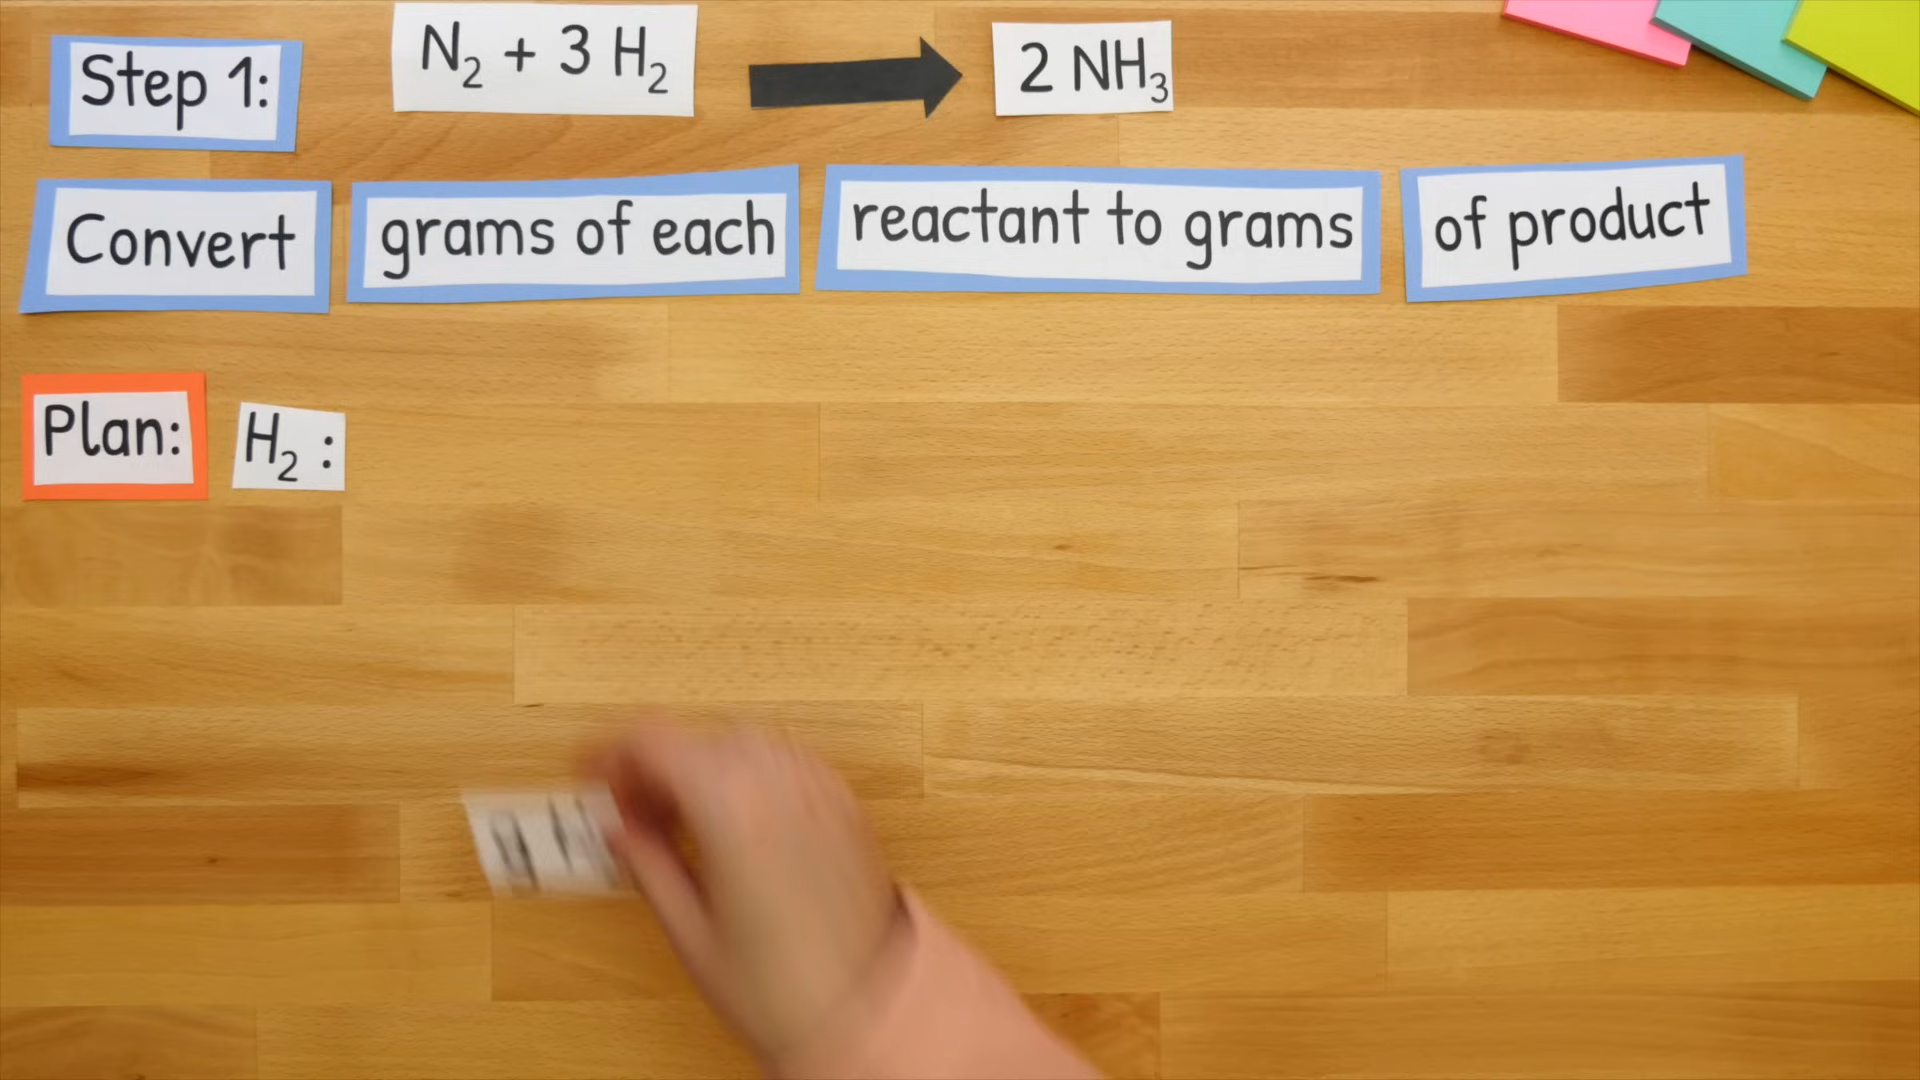 Step 1: N₂ + 3 H₂ 2 NH₃
Convert grams of each reactant to grams of product
Plan: H₂ :